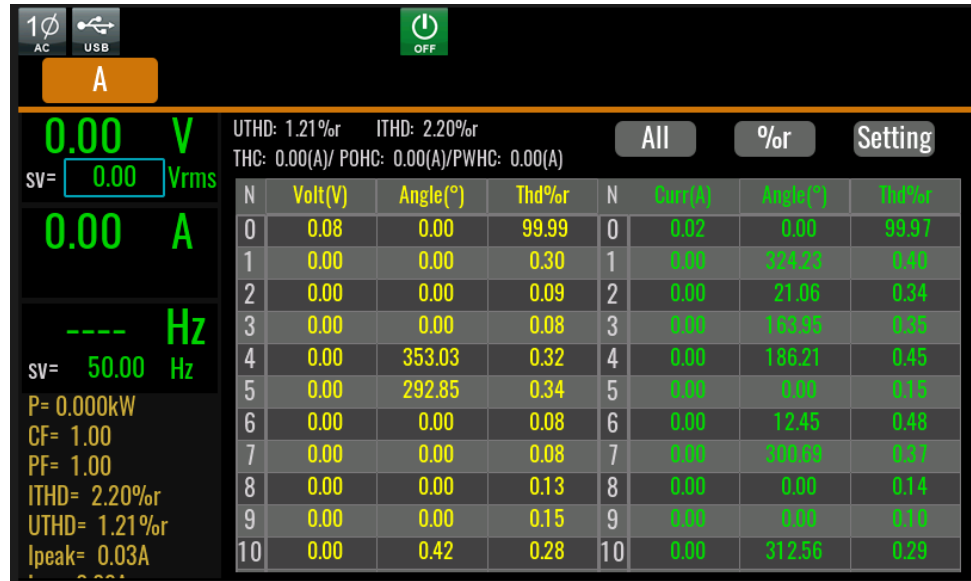 1Ø AC USB OFF
A
0.00 V
sv= 0.00 Vrms
0.00 A
---- Hz
sv= 50.00 Hz
P= 0.000kW
CF= 1.00
PF= 1.00
ITHD= 2.20%r
UTHD= 1.21%r
Ipeak= 0.03A
UTHD: 1.21%r ITHD: 2.20%r
THC: 0.00(A)/ POHC: 0.00(A)/PWHC: 0.00(A)
All %r Setting
N Volt(V) Angle(°) Thd%r N Curr(A) Angle(°) Thd%r
0 0.08 0.00 99.99 0 0.02 0.00 99.97
1 0.00 0.00 0.30 1 0.00 324.23 0.40
2 0.00 0.00 0.09 2 0.00 21.06 0.34
3 0.00 0.00 0.08 3 0.00 163.95 0.35
4 0.00 353.03 0.32 4 0.00 186.21 0.45
5 0.00 292.85 0.34 5 0.00 0.00 0.15
6 0.00 0.00 0.08 6 0.00 12.45 0.48
7 0.00 0.00 0.08 7 0.00 300.69 0.37
8 0.00 0.00 0.13 8 0.00 0.00 0.14
9 0.00 0.00 0.15 9 0.00 0.00 0.10
10 0.00 0.42 0.28 10 0.00 312.56 0.29